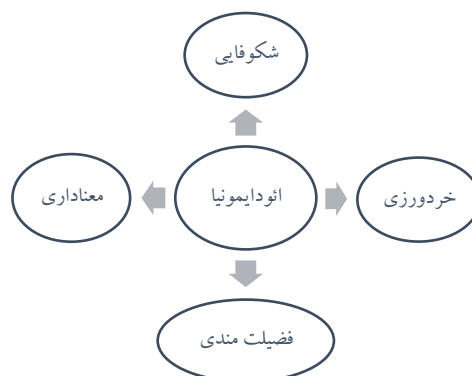 شکوفایی
خردورزی
ائودایمونیا
معناداری
فضیلت مندی